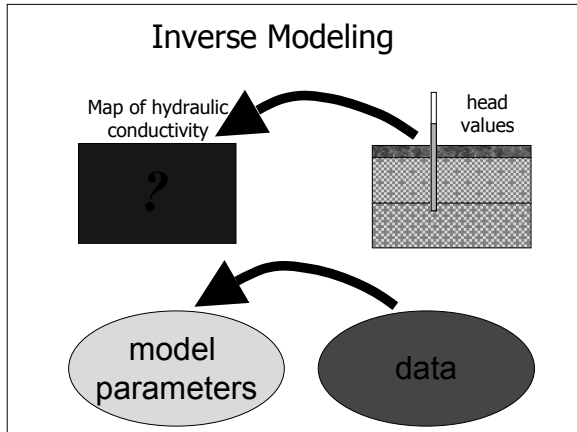 Inverse Modeling
Map of hydraulic
conductivity
head
values
?
model
parameters
data